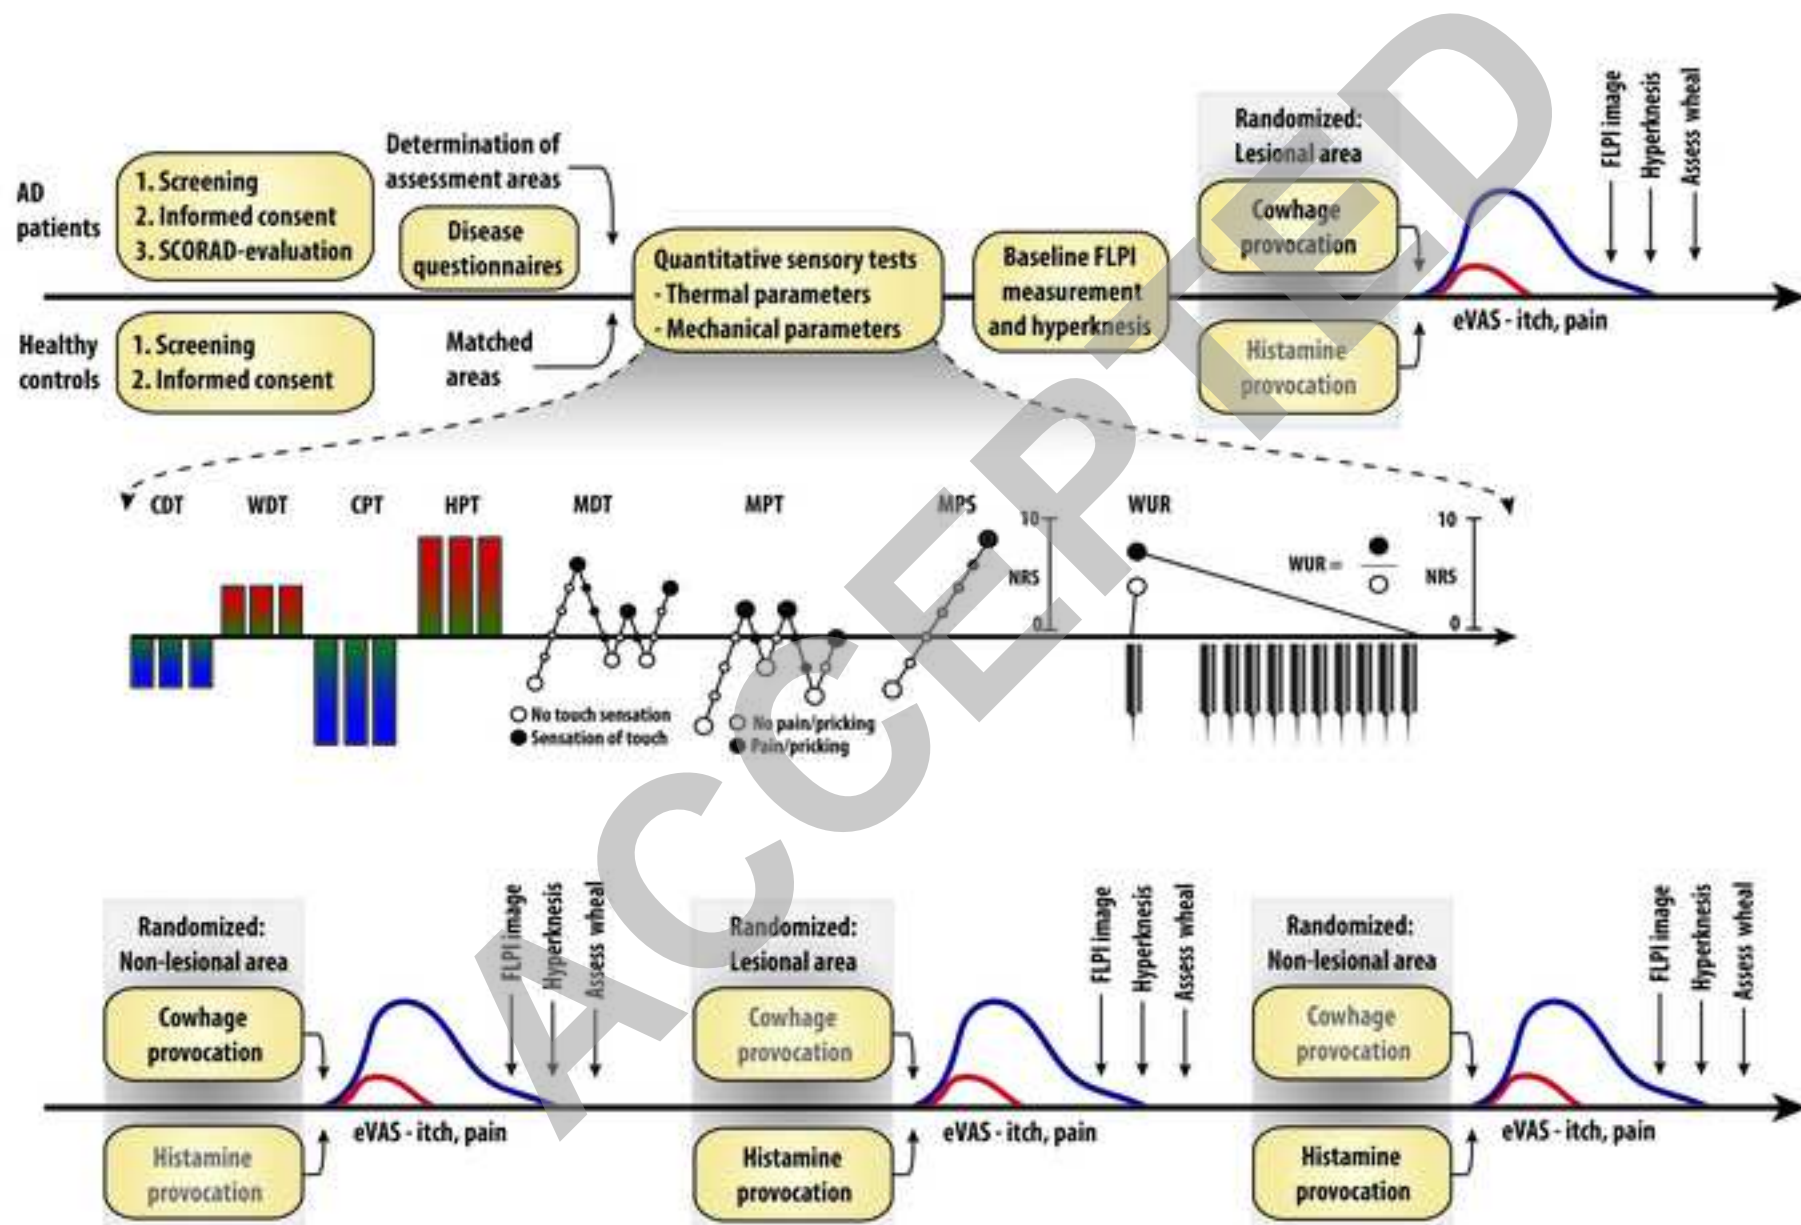 AD
patients
1. Screening
2. Informed consent
3. SCORAD-evaluation
Determination of
assessment areas
Disease
questionnaires
Healthy
controls
1. Screening
2. Informed consent
Matched
areas
Quantitative sensory tests
- Thermal parameters
- Mechanical parameters
Baseline FLPI
measurement
and hyperknesis
Randomized:
Lesional area
Cowhage
provocation
Histamine
provocation
FLPI image
Hyperknesis
Assess wheal
eVAS - itch, pain
CDT
WDT
CPT
HPT
MDT
MPT
MPS
WUR
No touch sensation
Sensation of touch
No pain/pricking
Pain/pricking
10
NRS
0
WUR =
10
NRS
0
Randomized:
Non-lesional area
Cowhage
provocation
Histamine
provocation
FLPI image
Hyperknesis
Assess wheal
eVAS - itch, pain
Randomized:
Lesional area
Cowhage
provocation
Histamine
provocation
FLPI image
Hyperknesis
Assess wheal
eVAS - itch, pain
Randomized:
Non-lesional area
Cowhage
provocation
Histamine
provocation
FLPI image
Hyperknesis
Assess wheal
eVAS - itch, pain
ACCEPTED